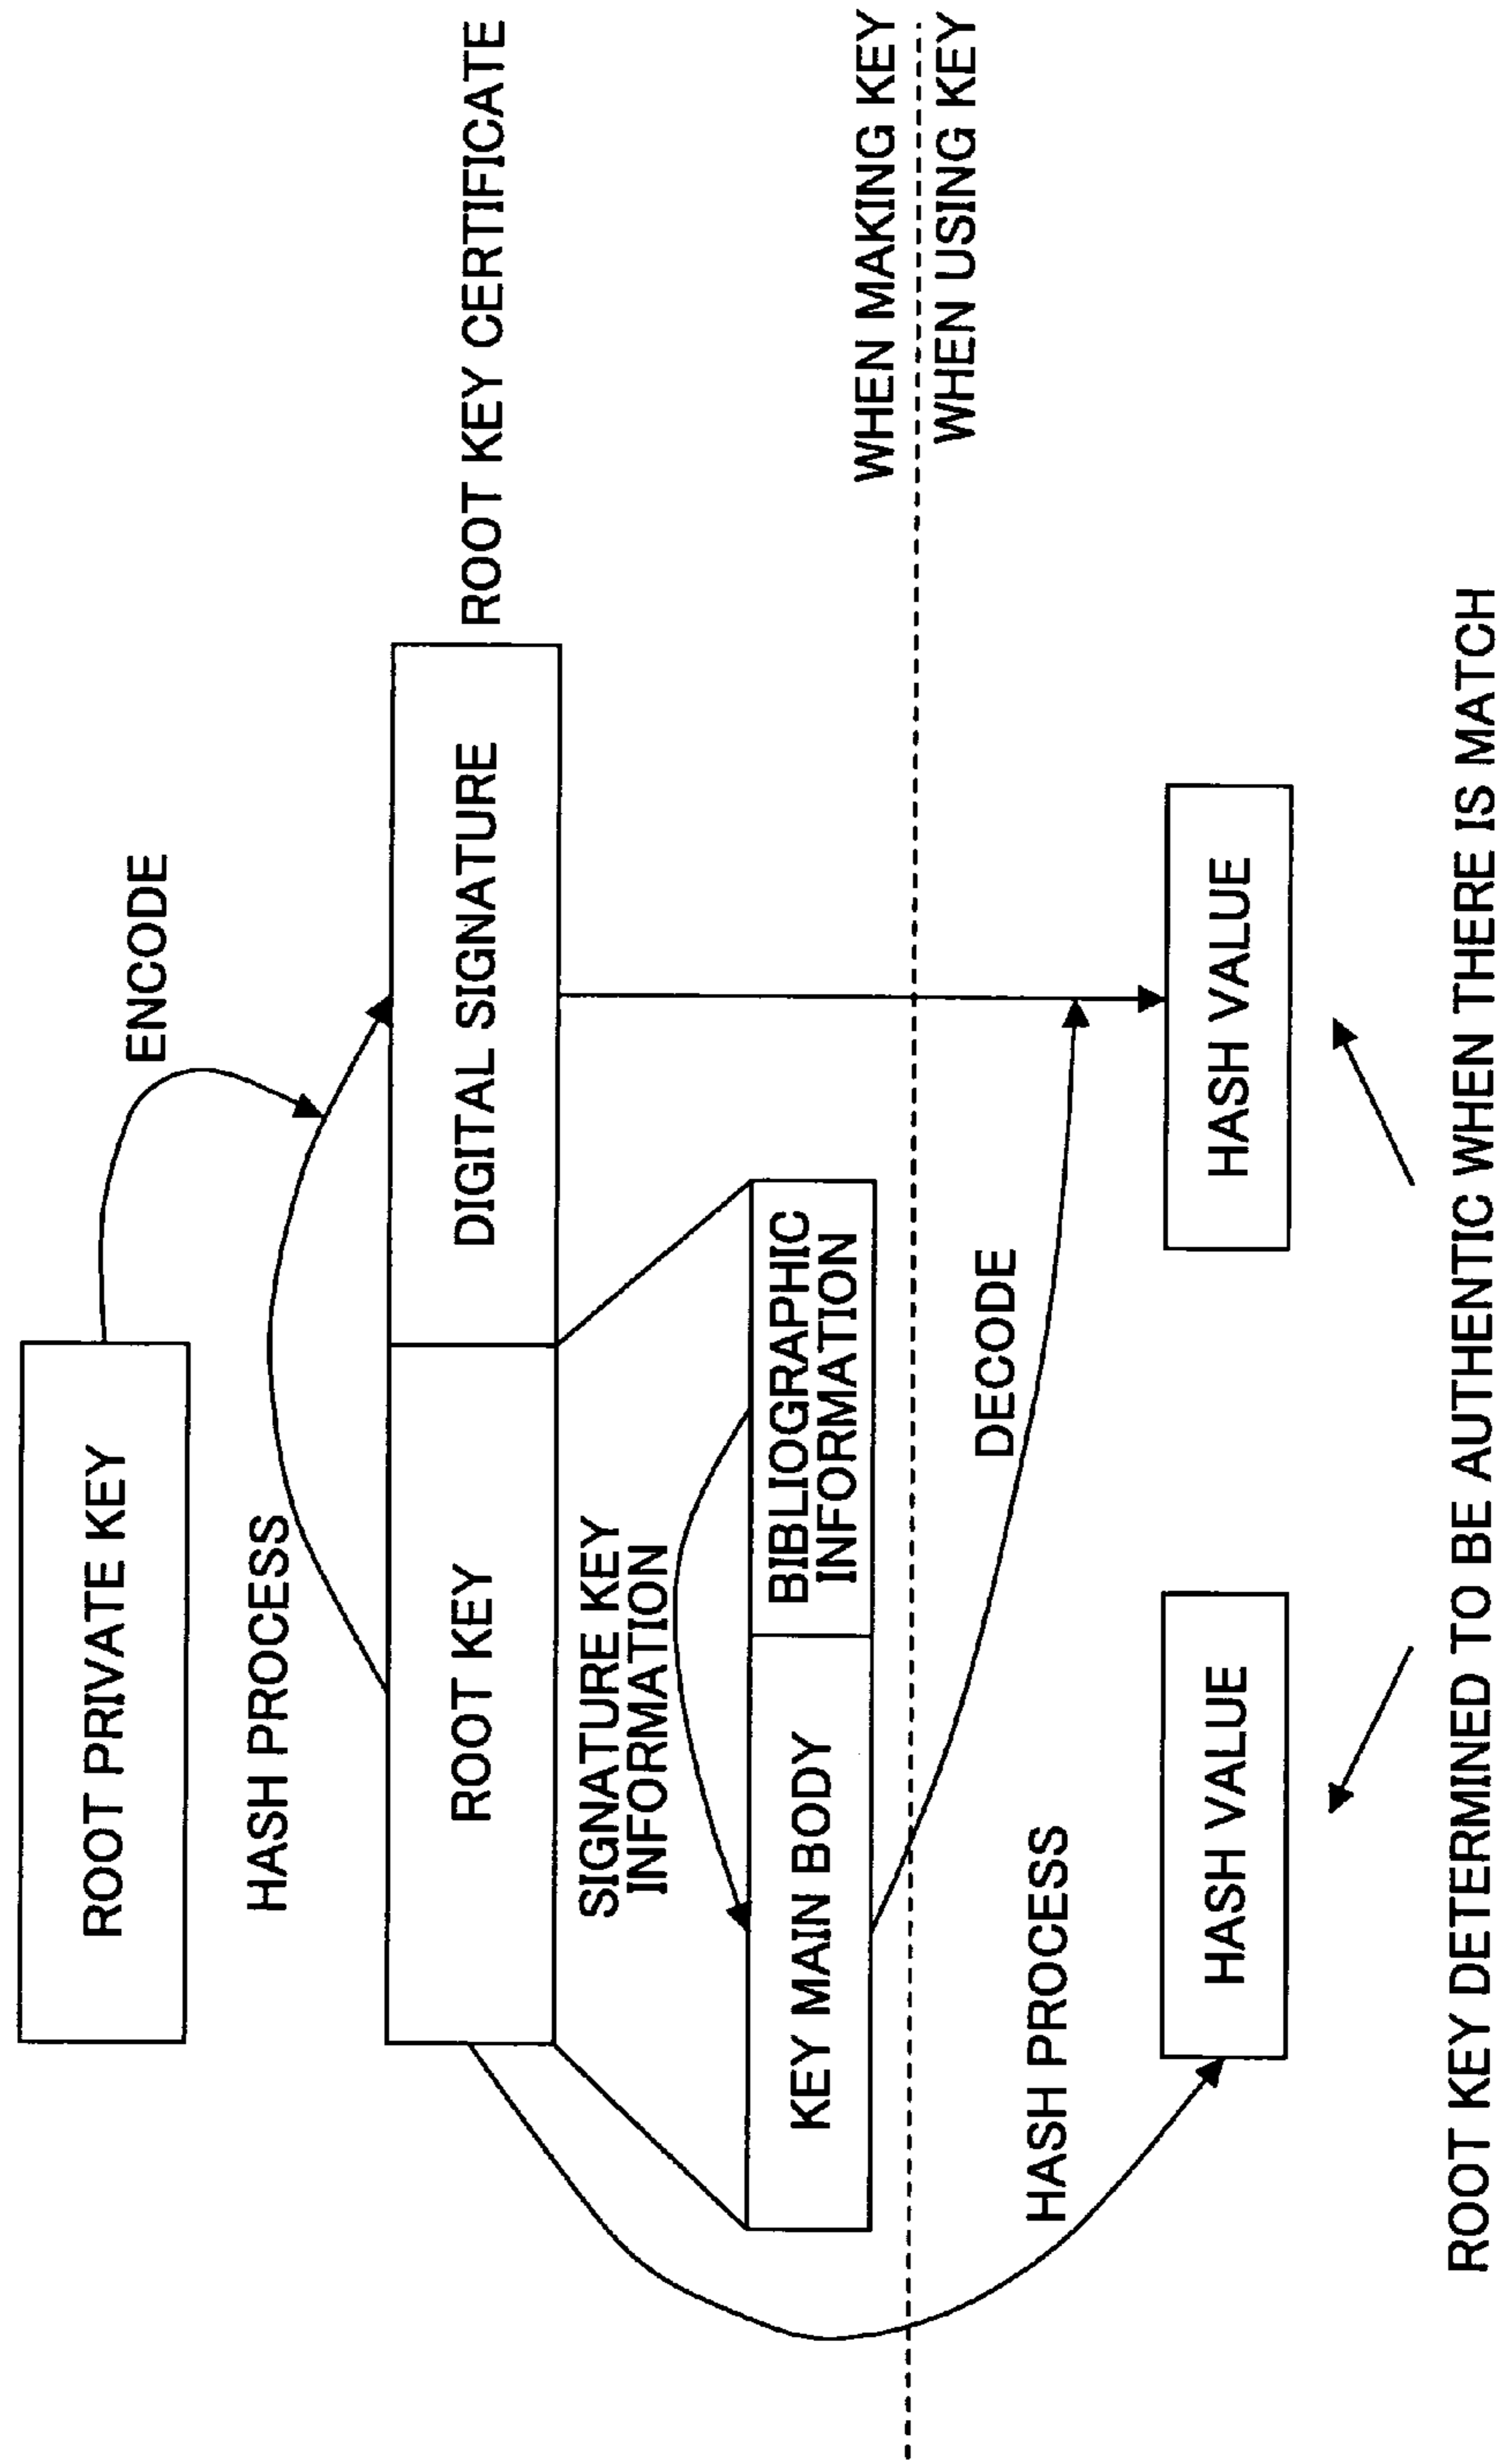 ROOT PRIVATE KEY
ENCODE
HASH PROCESS
ROOT KEY
DIGITAL SIGNATURE
ROOT KEY CERTIFICATE
SIGNATURE KEY
INFORMATION
KEY MAIN BODY
BIBLIOGRAPHIC
INFORMATION
WHEN MAKING KEY
WHEN USING KEY
DECODE
HASH PROCESS
HASH VALUE
HASH VALUE
ROOT KEY DETERMINED TO BE AUTHENTIC WHEN THERE IS MATCH